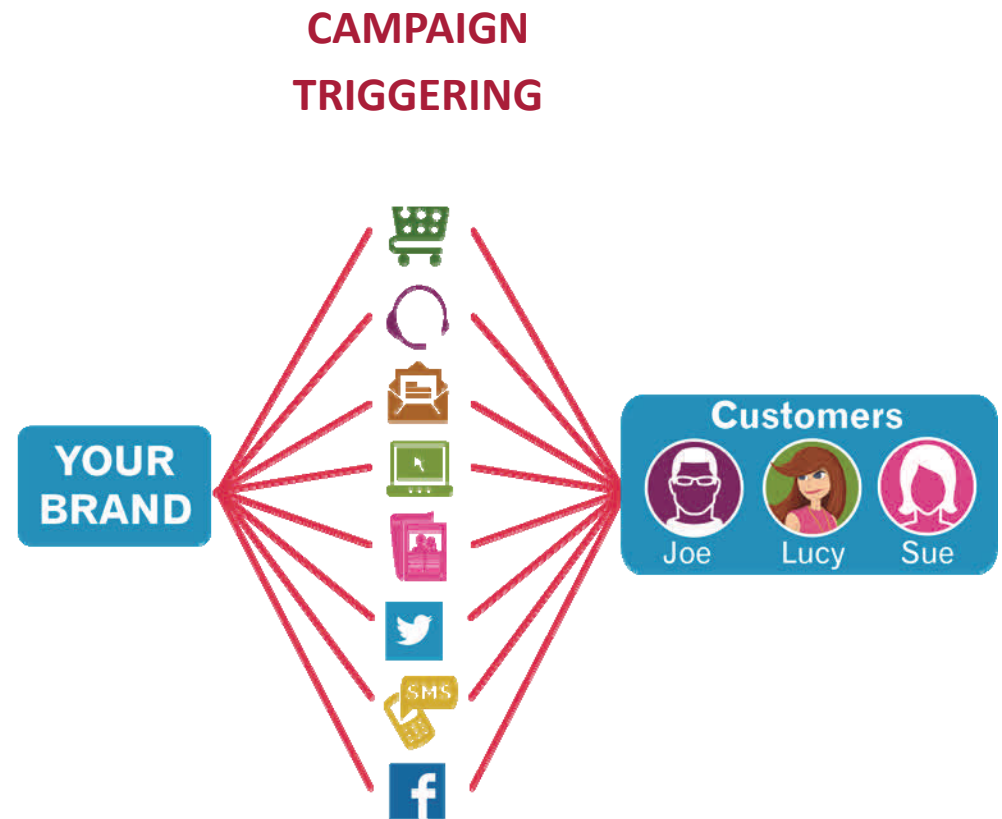 CAMPAIGN
TRIGGERING
YOUR
BRAND
SMS
f
Customers
Joe Lucy Sue